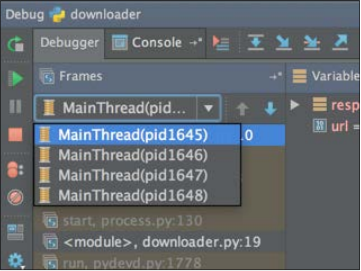 Debug downloader
Debugger Console
Frames Variable
MainThread(pid... resp
MainThread(pid1645) .0 url =
MainThread(pid1646)
MainThread(pid1647)
MainThread(pid1648)
start, process.py:130
<module>, downloader.py:19
run, pydevd.py:1778